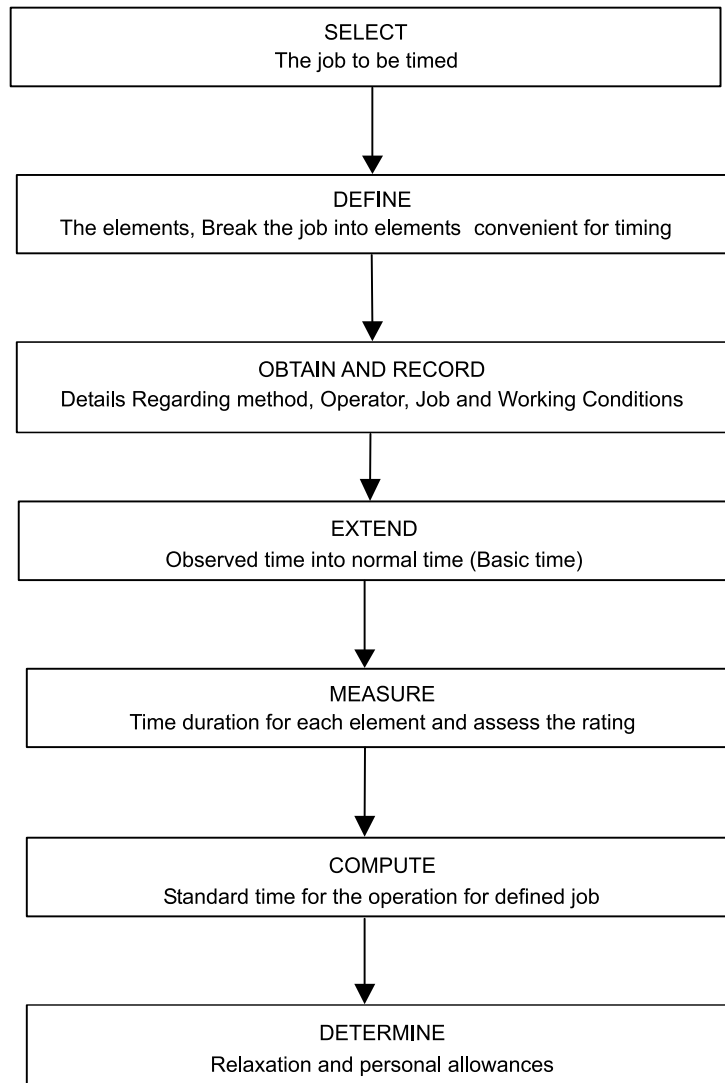 SELECT
The job to be timed
DEFINE
The elements, Break the job into elements convenient for timing
OBTAIN AND RECORD
Details Regarding method, Operator, Job and Working Conditions
EXTEND
Observed time into normal time (Basic time)
MEASURE
Time duration for each element and assess the rating
COMPUTE
Standard time for the operation for defined job
DETERMINE
Relaxation and personal allowances